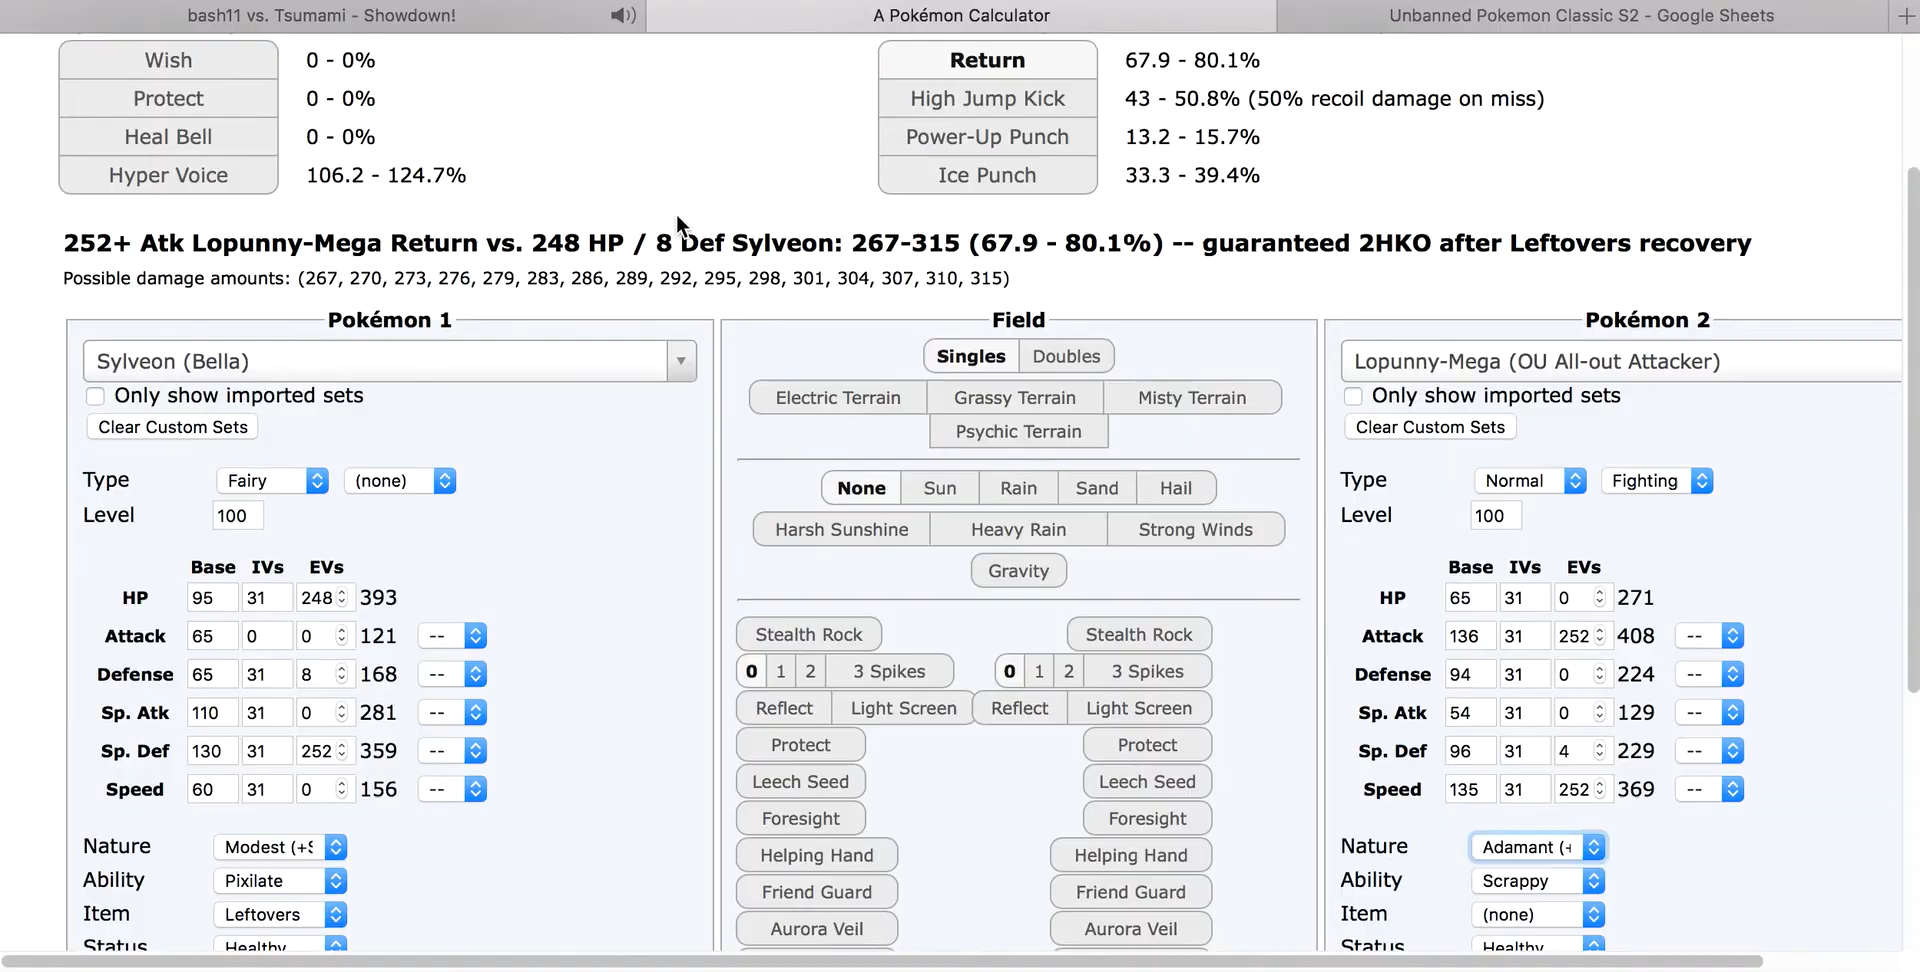 bash11 vs. Tsumami - Showdown!
A Pokémon Calculator
Unbanned Pokemon Classic S2 - Google Sheets
Wish 0 - 0%
Return 67.9 - 80.1%
Protect 0 - 0%
High Jump Kick 43 - 50.8% (50% recoil damage on miss)
Heal Bell 0 - 0%
Power-Up Punch 13.2 - 15.7%
Hyper Voice 106.2 - 124.7%
Ice Punch 33.3 - 39.4%
252+ Atk Lopunny-Mega Return vs. 248 HP / 8 Def Sylveon: 267-315 (67.9 - 80.1%) -- guaranteed 2HKO after Leftovers recovery
Possible damage amounts: (267, 270, 273, 276, 279, 283, 286, 289, 292, 295, 298, 301, 304, 307, 310, 315)
Pokémon 1
Sylveon (Bella)
Only show imported sets
Clear Custom Sets
Type Fairy (none)
Level 100
Base IVs EVs
HP 95 31 248 393
Attack 65 0 0 121 --
Defense 65 31 8 168 --
Sp. Atk 110 31 0 281 --
Sp. Def 130 31 252 359 --
Speed 60 31 0 156 --
Nature Modest (+S
Ability Pixilate
Item Leftovers
Status Healthy
Field
Singles Doubles
Electric Terrain Grassy Terrain Misty Terrain
Psychic Terrain
None Sun Rain Sand Hail
Harsh Sunshine Heavy Rain Strong Winds
Gravity
Stealth Rock Stealth Rock
0 1 2 3 Spikes 0 1 2 3 Spikes
Reflect Light Screen Reflect Light Screen
Protect Protect
Leech Seed Leech Seed
Foresight Foresight
Helping Hand Helping Hand
Friend Guard Friend Guard
Aurora Veil Aurora Veil
Pokémon 2
Lopunny-Mega (OU All-out Attacker)
Only show imported sets
Clear Custom Sets
Type Normal Fighting
Level 100
Base IVs EVs
HP 65 31 0 271
Attack 136 31 252 408 --
Defense 94 31 0 224 --
Sp. Atk 54 31 0 129 --
Sp. Def 96 31 4 229 --
Speed 135 31 252 369 --
Nature Adamant (+
Ability Scrappy
Item (none)
Status Healthy